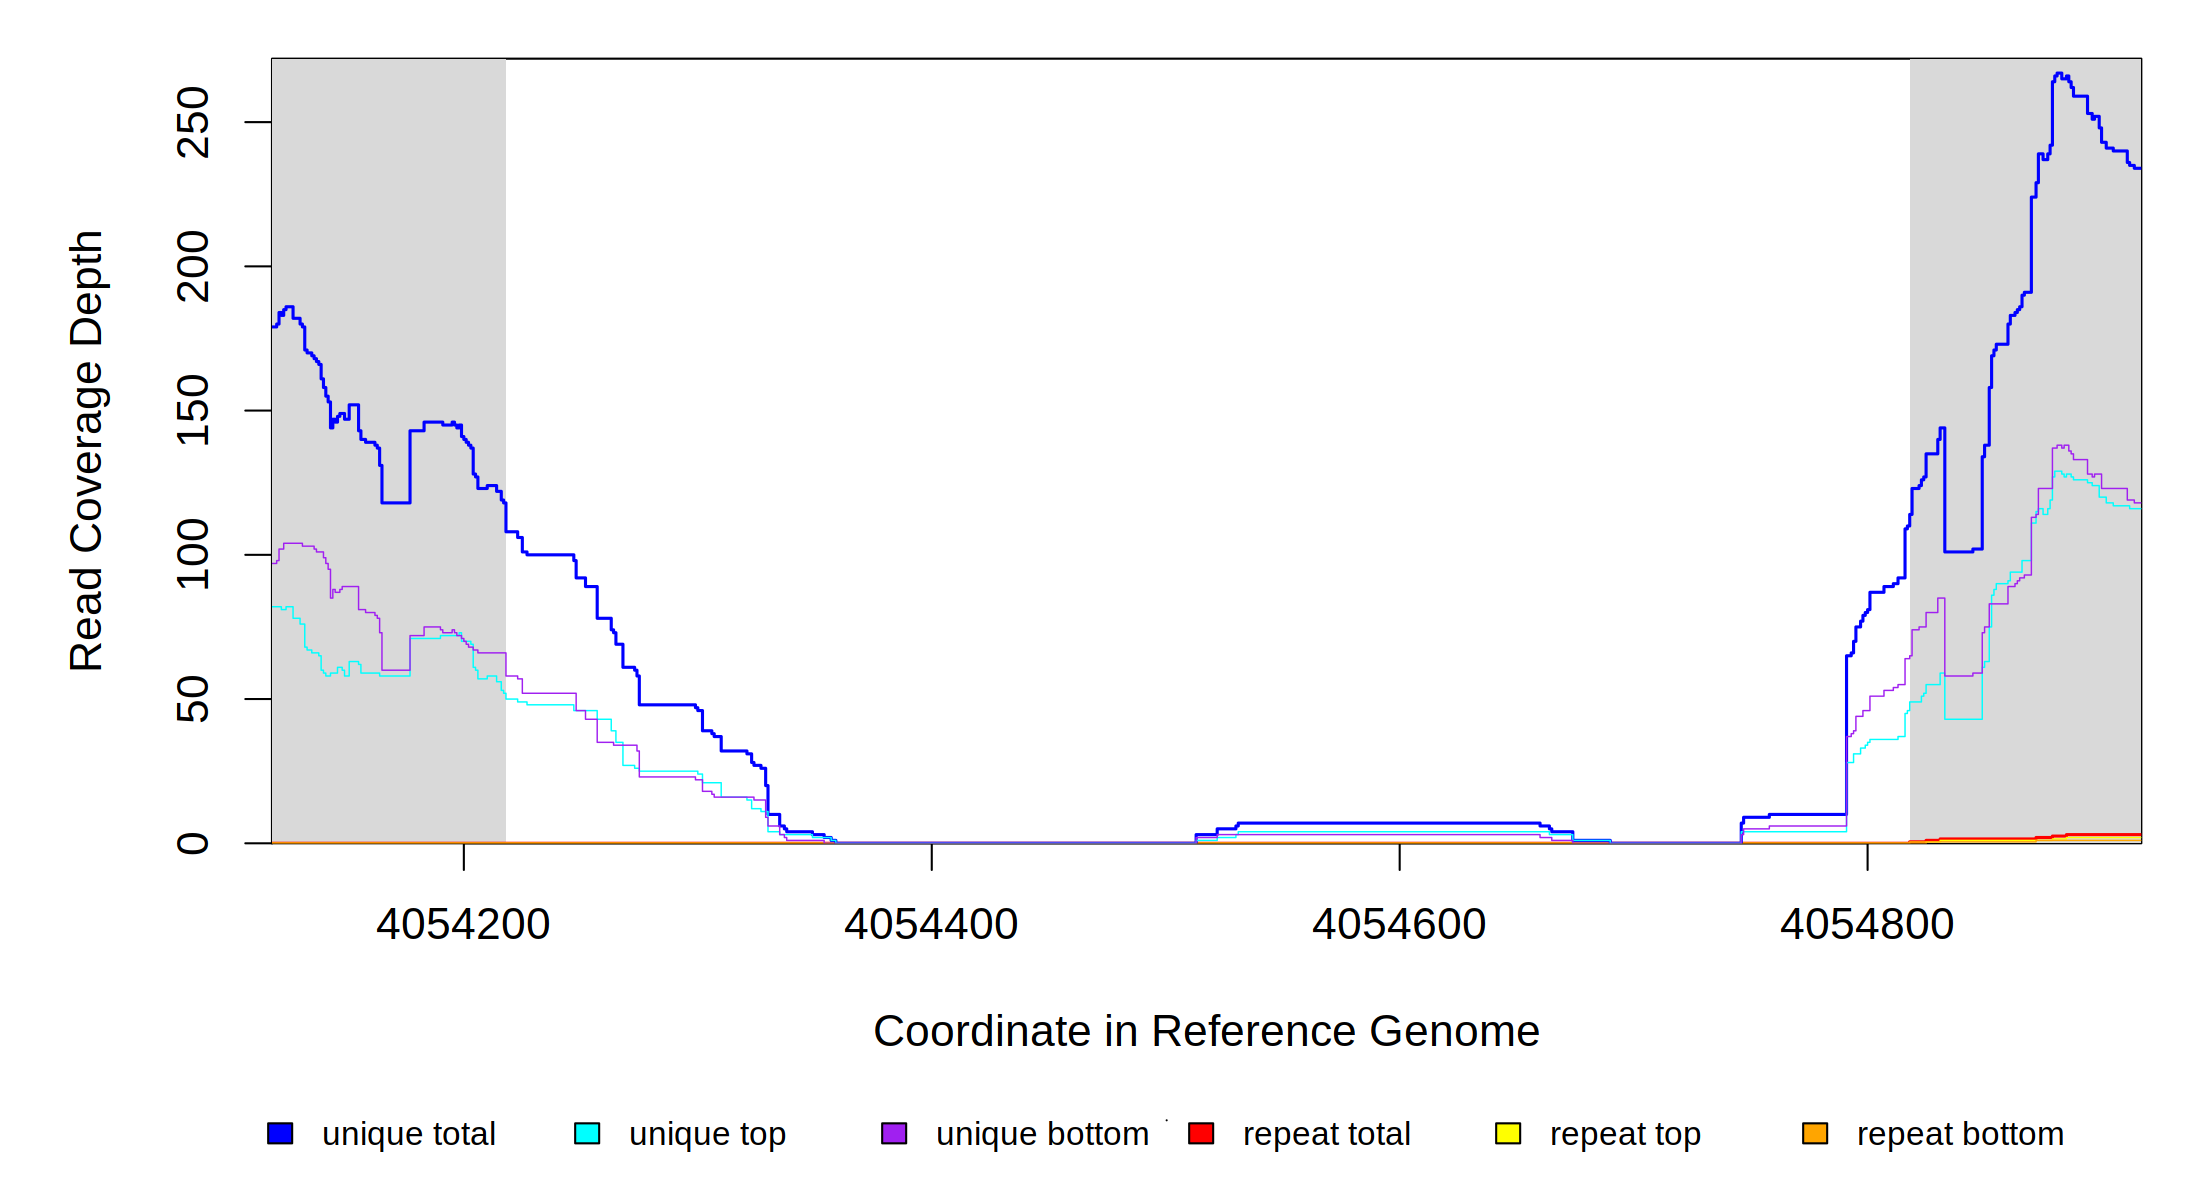 Read Coverage Depth
250
200
150
100
50
0
4054200 4054400 4054600 4054800
Coordinate in Reference Genome
unique total unique top unique bottom repeat total repeat top repeat bottom